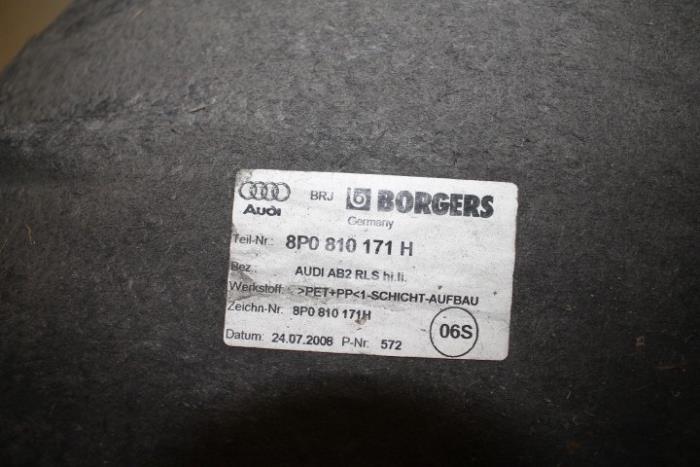 Audi BRJ BORGERS
Germany
Teil-Nr.: 8P0 810 171 H
Bez.: AUDI AB2 RLS hi.li.
Werkstoff: >PET+PP<1-SCHICHT-AUFBAU
Zeichn-Nr. 8P0 810 171H
06S
Datum: 24.07.2008 P-Nr. 572